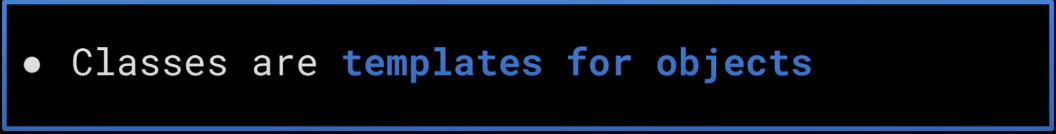 ● Classes are templates for objects